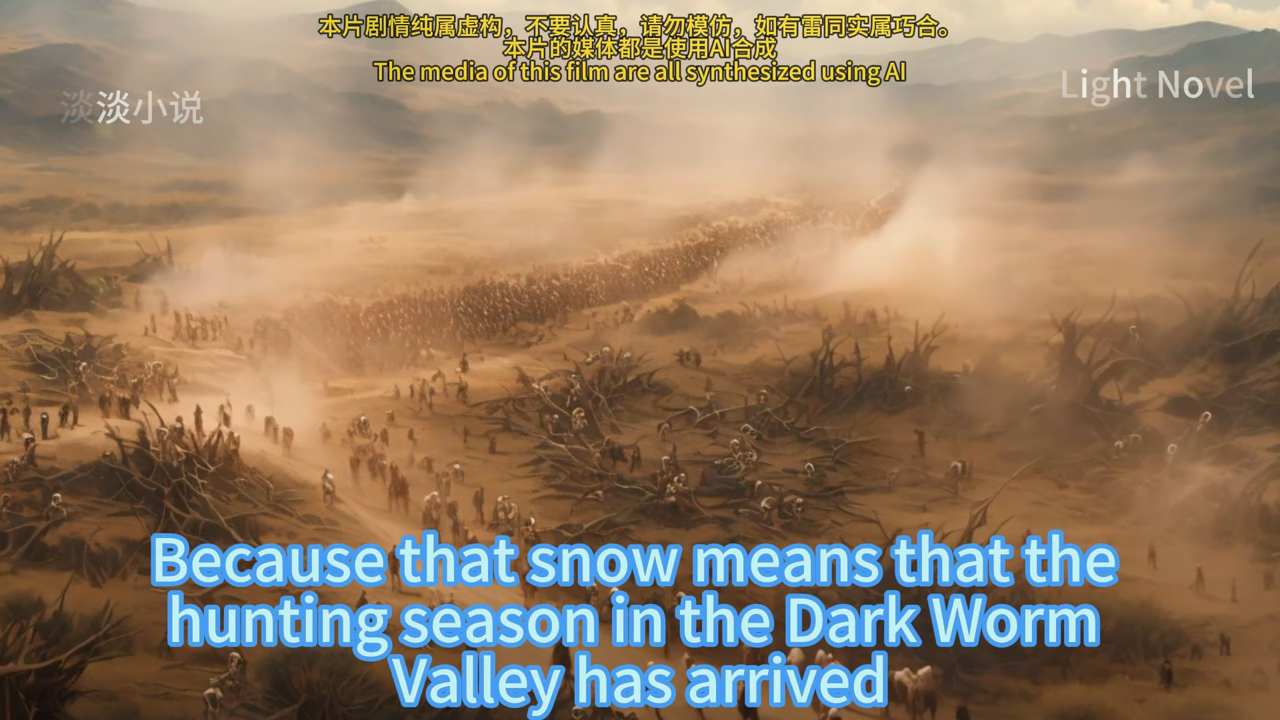 本片剧情纯属虚构，不要认真，请勿模仿，如有雷同实属巧合。
本片的媒体都是使用AI合成
The media of this film are all synthesized using AI
淡淡小说
Light Novel
Because that snow means that the
hunting season in the Dark Worm
Valley has arrived